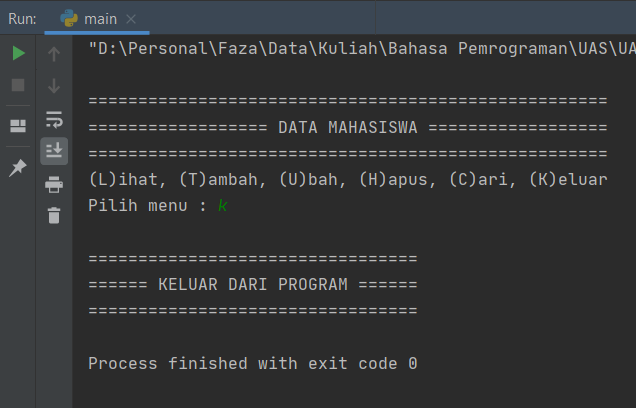 Run: main
"D:\Personal\Faza\Data\Kuliah\Bahasa Pemrograman\UAS\UA
====================================================
================== DATA MAHASISWA ==================
====================================================
(L)ihat, (T)ambah, (U)bah, (H)apus, (C)ari, (K)eluar
Pilih menu : k
=================================
====== KELUAR DARI PROGRAM ======
=================================
Process finished with exit code 0